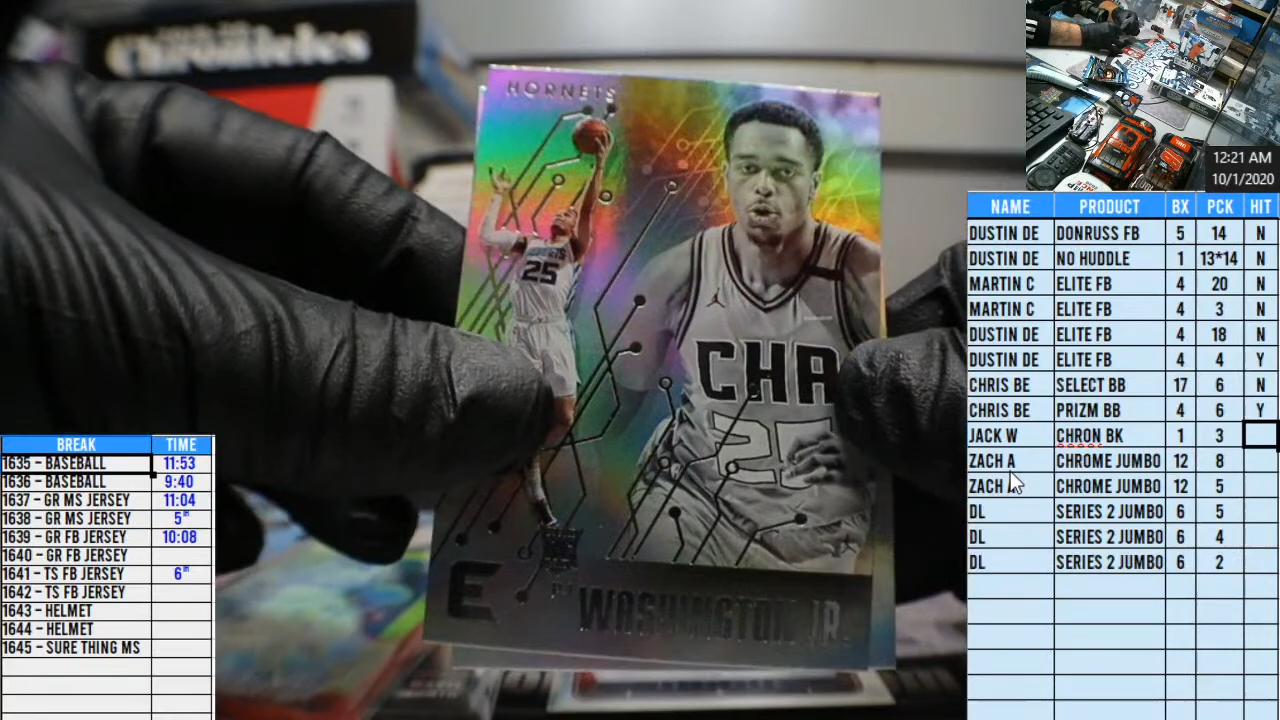 Chronicles
HORNETS
25
CHA
25
RC
E
PJ
WASHINGTON JR.
12:21 AM
10/1/2020
NAME PRODUCT BX PCK HIT
DUSTIN DE DONRUSS FB 5 14 N
DUSTIN DE NO HUDDLE 1 13*14 N
MARTIN C ELITE FB 4 20 N
MARTIN C ELITE FB 4 3 N
DUSTIN DE ELITE FB 4 18 N
DUSTIN DE ELITE FB 4 4 Y
CHRIS BE SELECT BB 17 6 N
CHRIS BE PRIZM BB 4 6 Y
JACK W CHRON BK 1 3
ZACH A CHROME JUMBO 12 8
ZACH CHROME JUMBO 12 5
DL SERIES 2 JUMBO 6 5
DL SERIES 2 JUMBO 6 4
DL SERIES 2 JUMBO 6 2
BREAK TIME
1635 – BASEBALL 11:53
1636 – BASEBALL 9:40
1637 – GR MS JERSEY 11:04
1638 – GR MS JERSEY 5TH
1639 – GR FB JERSEY 10:08
1640 – GR FB JERSEY
1641 – TS FB JERSEY 6TH
1642 – TS FB JERSEY
1643 – HELMET
1644 – HELMET
1645 – SURE THING MS